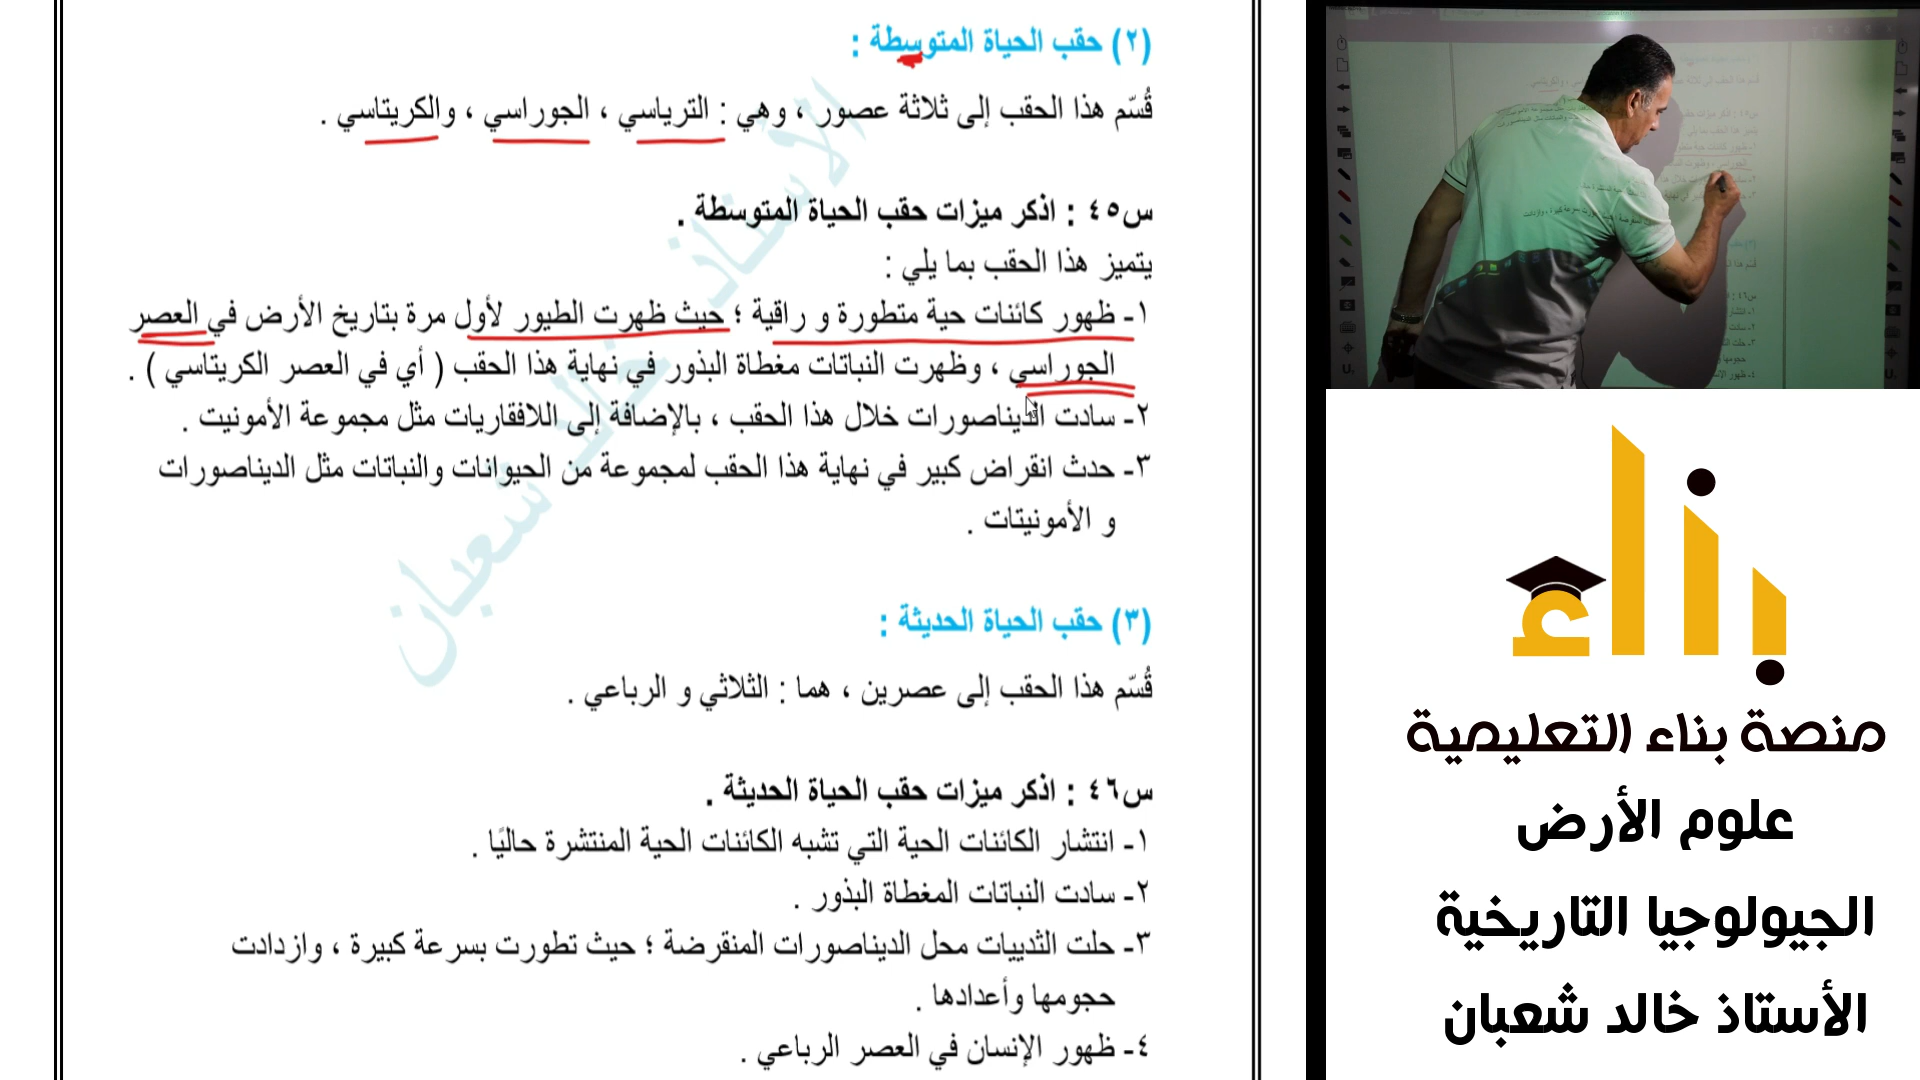 (٢) حقب الحياة المتوسطة :
قُسّم هذا الحقب إلى ثلاثة عصور ، وهي : الترياسي ، الجوراسي ، والكريتاسي .
س٤٥ : اذكر ميزات حقب الحياة المتوسطة .
يتميز هذا الحقب بما يلي :
١- ظهور كائنات حية متطورة و راقية ؛ حيث ظهرت الطيور لأول مرة بتاريخ الأرض في العصر
الجوراسي ، وظهرت النباتات مغطاة البذور في نهاية هذا الحقب ( أي في العصر الكريتاسي ) .
٢- سادت الديناصورات خلال هذا الحقب ، بالإضافة إلى اللافقاريات مثل مجموعة الأمونيت .
٣- حدث انقراض كبير في نهاية هذا الحقب لمجموعة من الحيوانات والنباتات مثل الديناصورات
و الأمونيتات .
(٣) حقب الحياة الحديثة :
قُسّم هذا الحقب إلى عصرين ، هما : الثلاثي و الرباعي .
س٤٦ : اذكر ميزات حقب الحياة الحديثة .
١- انتشار الكائنات الحية التي تشبه الكائنات الحية المنتشرة حاليًا .
٢- سادت النباتات المغطاة البذور .
٣- حلت الثدييات محل الديناصورات المنقرضة ؛ حيث تطورت بسرعة كبيرة ، وازدادت
حجومها وأعدادها .
٤- ظهور الإنسان في العصر الرباعي .
الأستاذ خالد شعبان
بناء
منصة بناء التعليمية
علوم الأرض
الجيولوجيا التاريخية
الأستاذ خالد شعبان